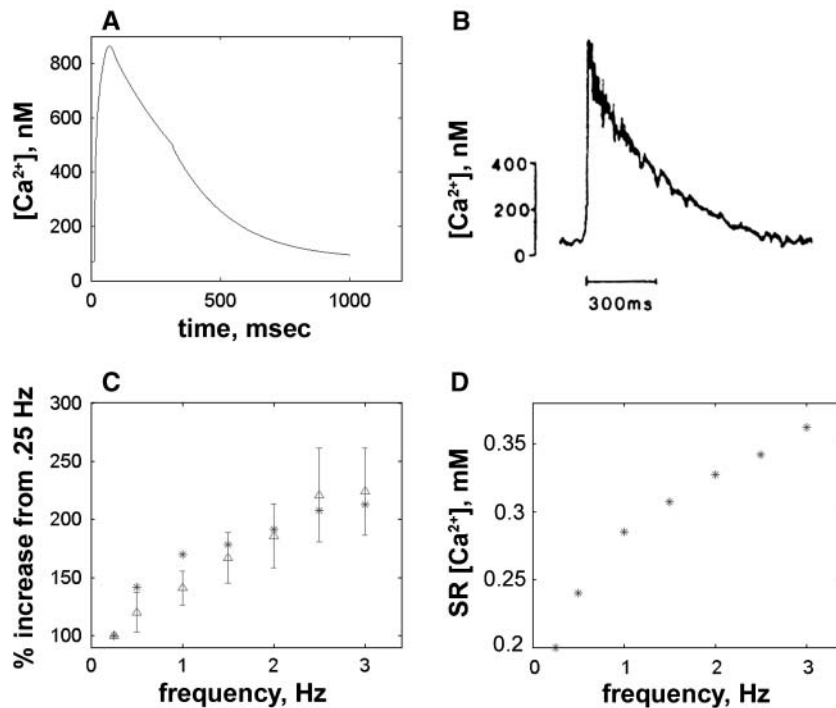 A
800
600
400
200
0
[Ca²⁺], nM
0
500
1000
time, msec
B
400
200
0
[Ca²⁺], nM
300ms
C
300
250
200
150
100
% increase from .25 Hz
0
1
2
3
frequency, Hz
D
0.35
0.3
0.25
0.2
SR [Ca²⁺], mM
0
1
2
3
frequency, Hz